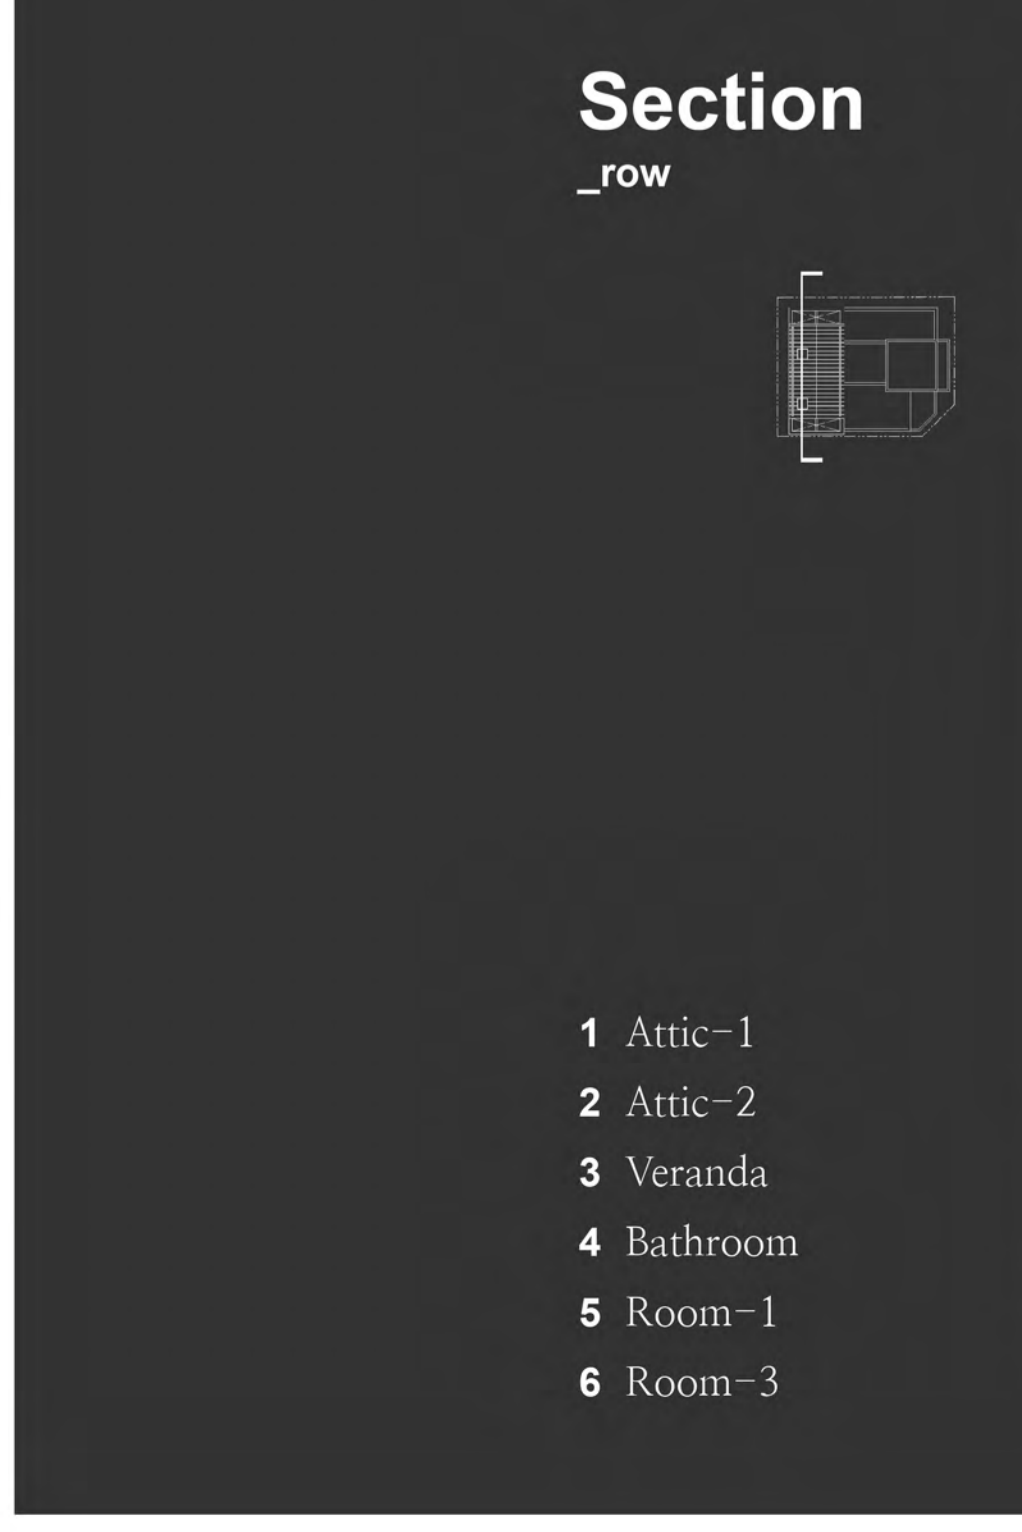 Section
_row
1 Attic-1
2 Attic-2
3 Veranda
4 Bathroom
5 Room-1
6 Room-3